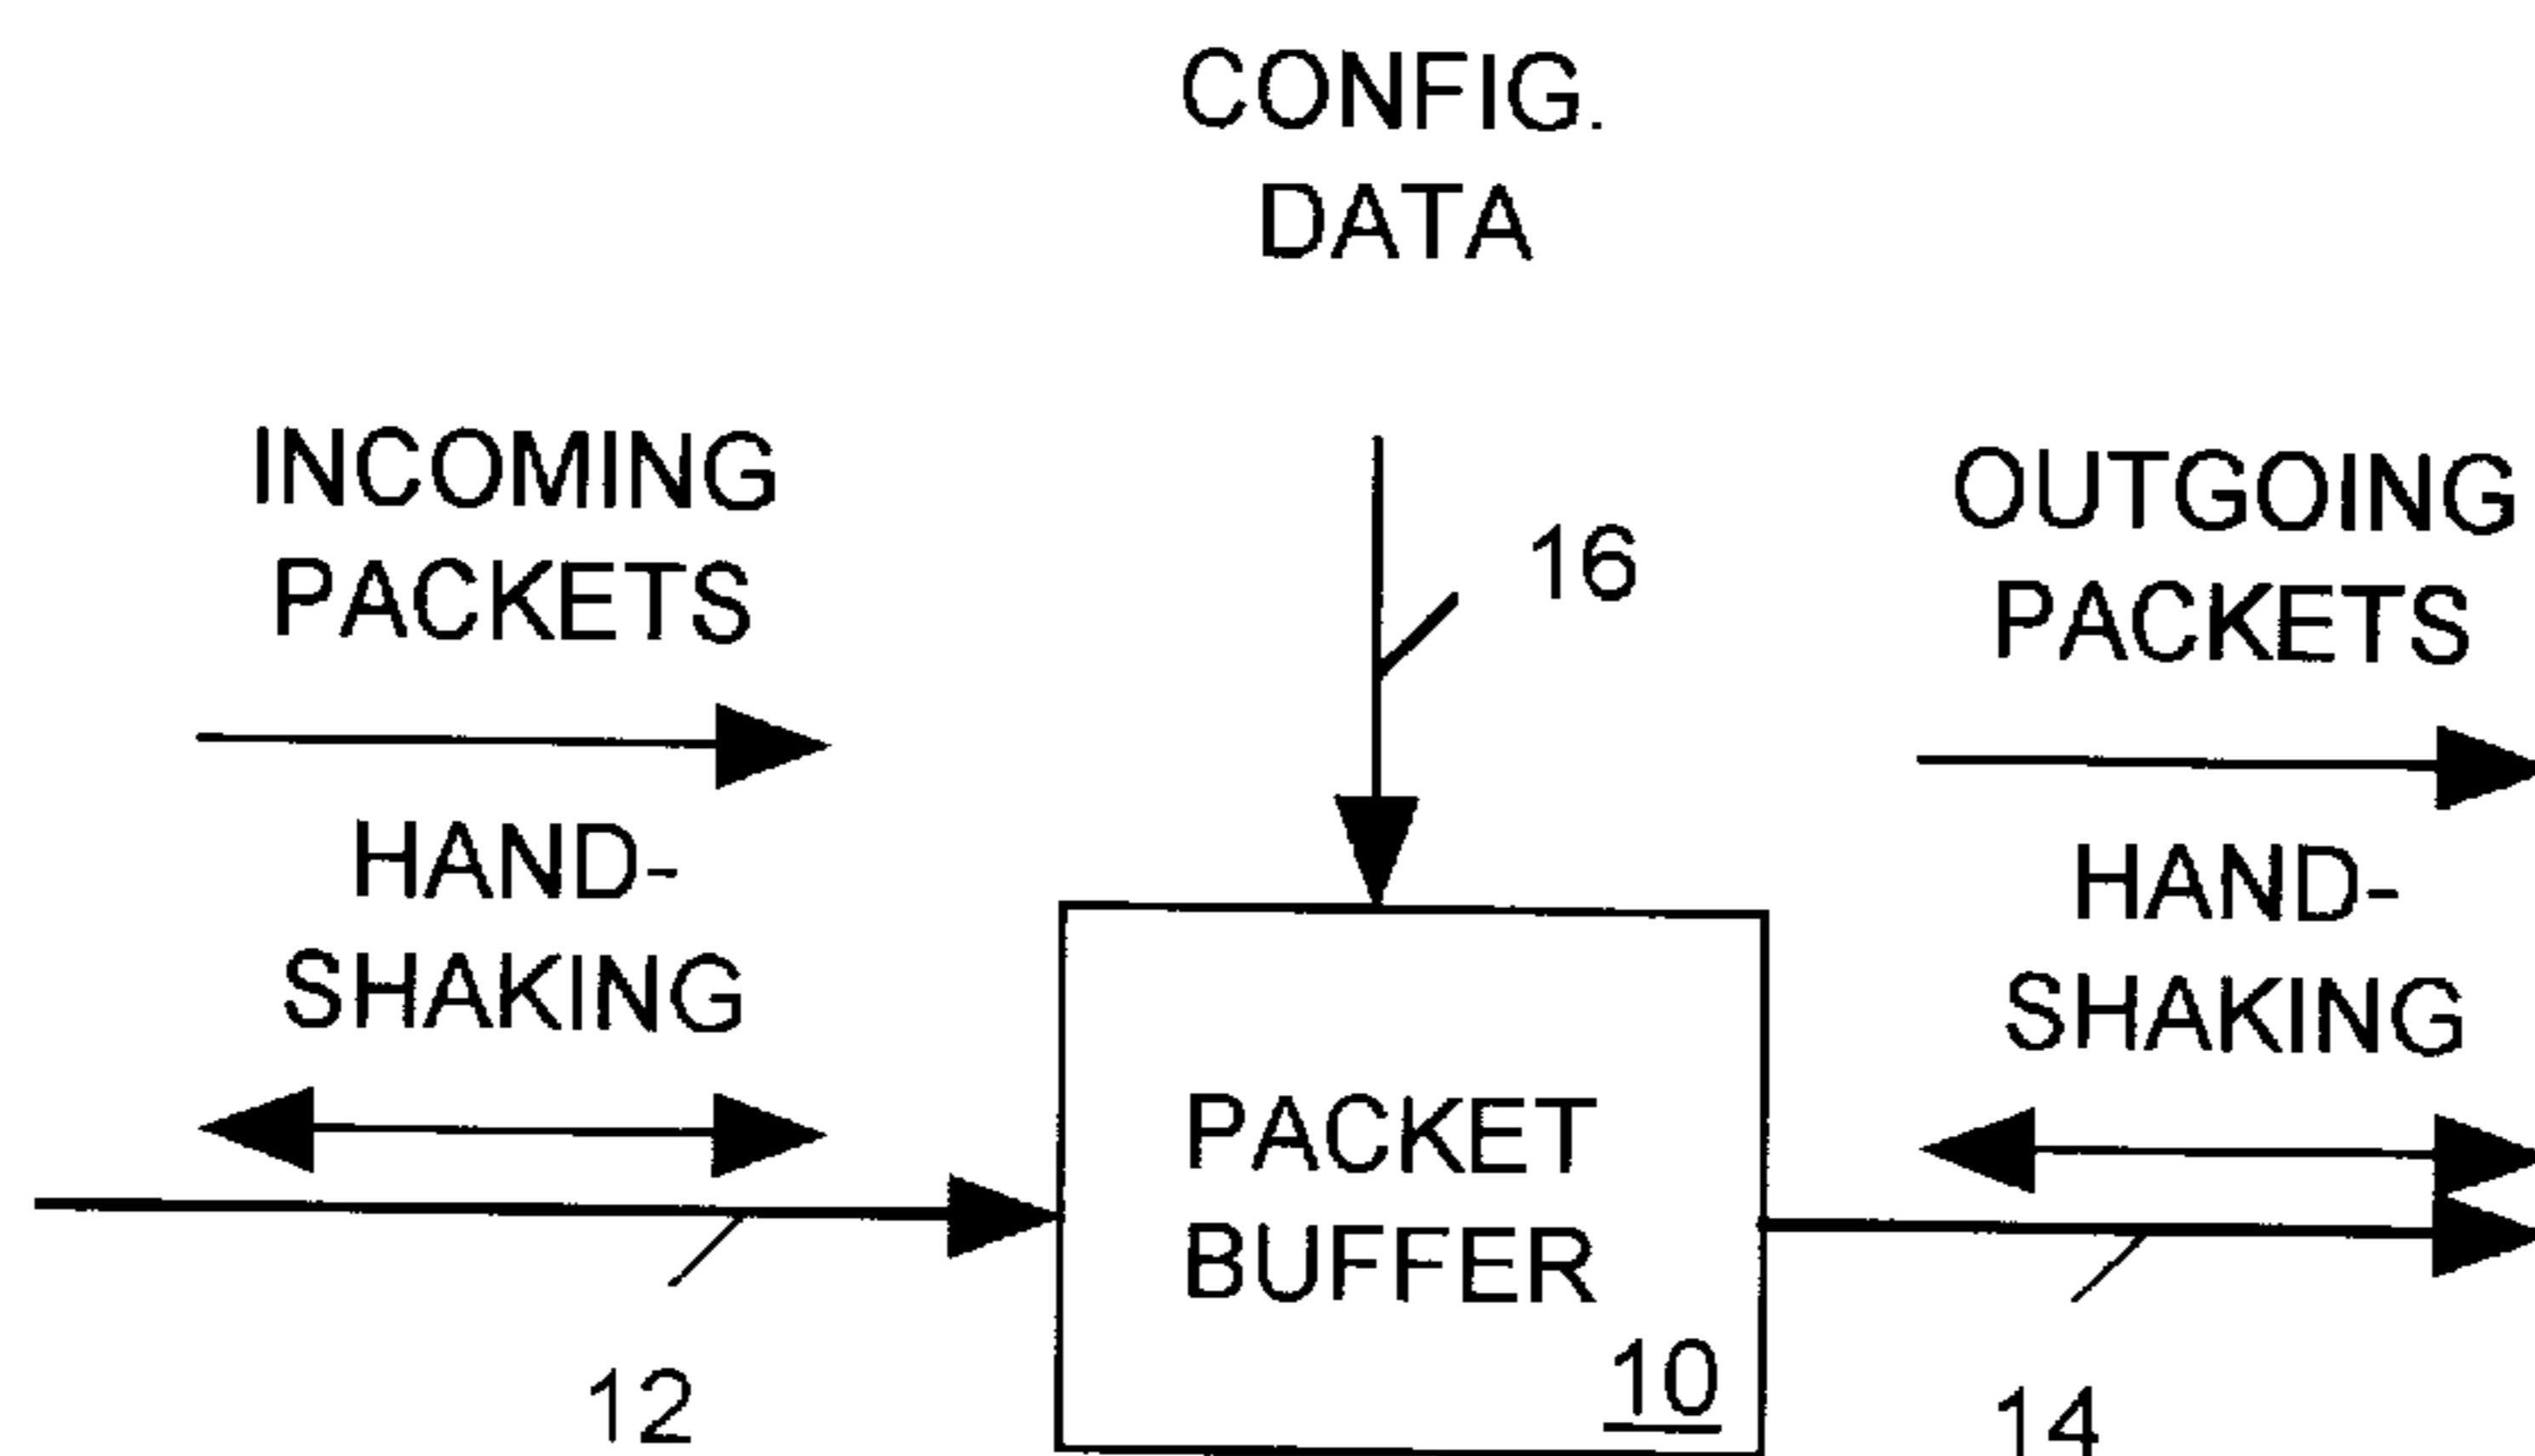 CONFIG.
DATA
INCOMING
PACKETS
16
OUTGOING
PACKETS
HAND-
SHAKING
HAND-
SHAKING
PACKET
BUFFER
10
12
14